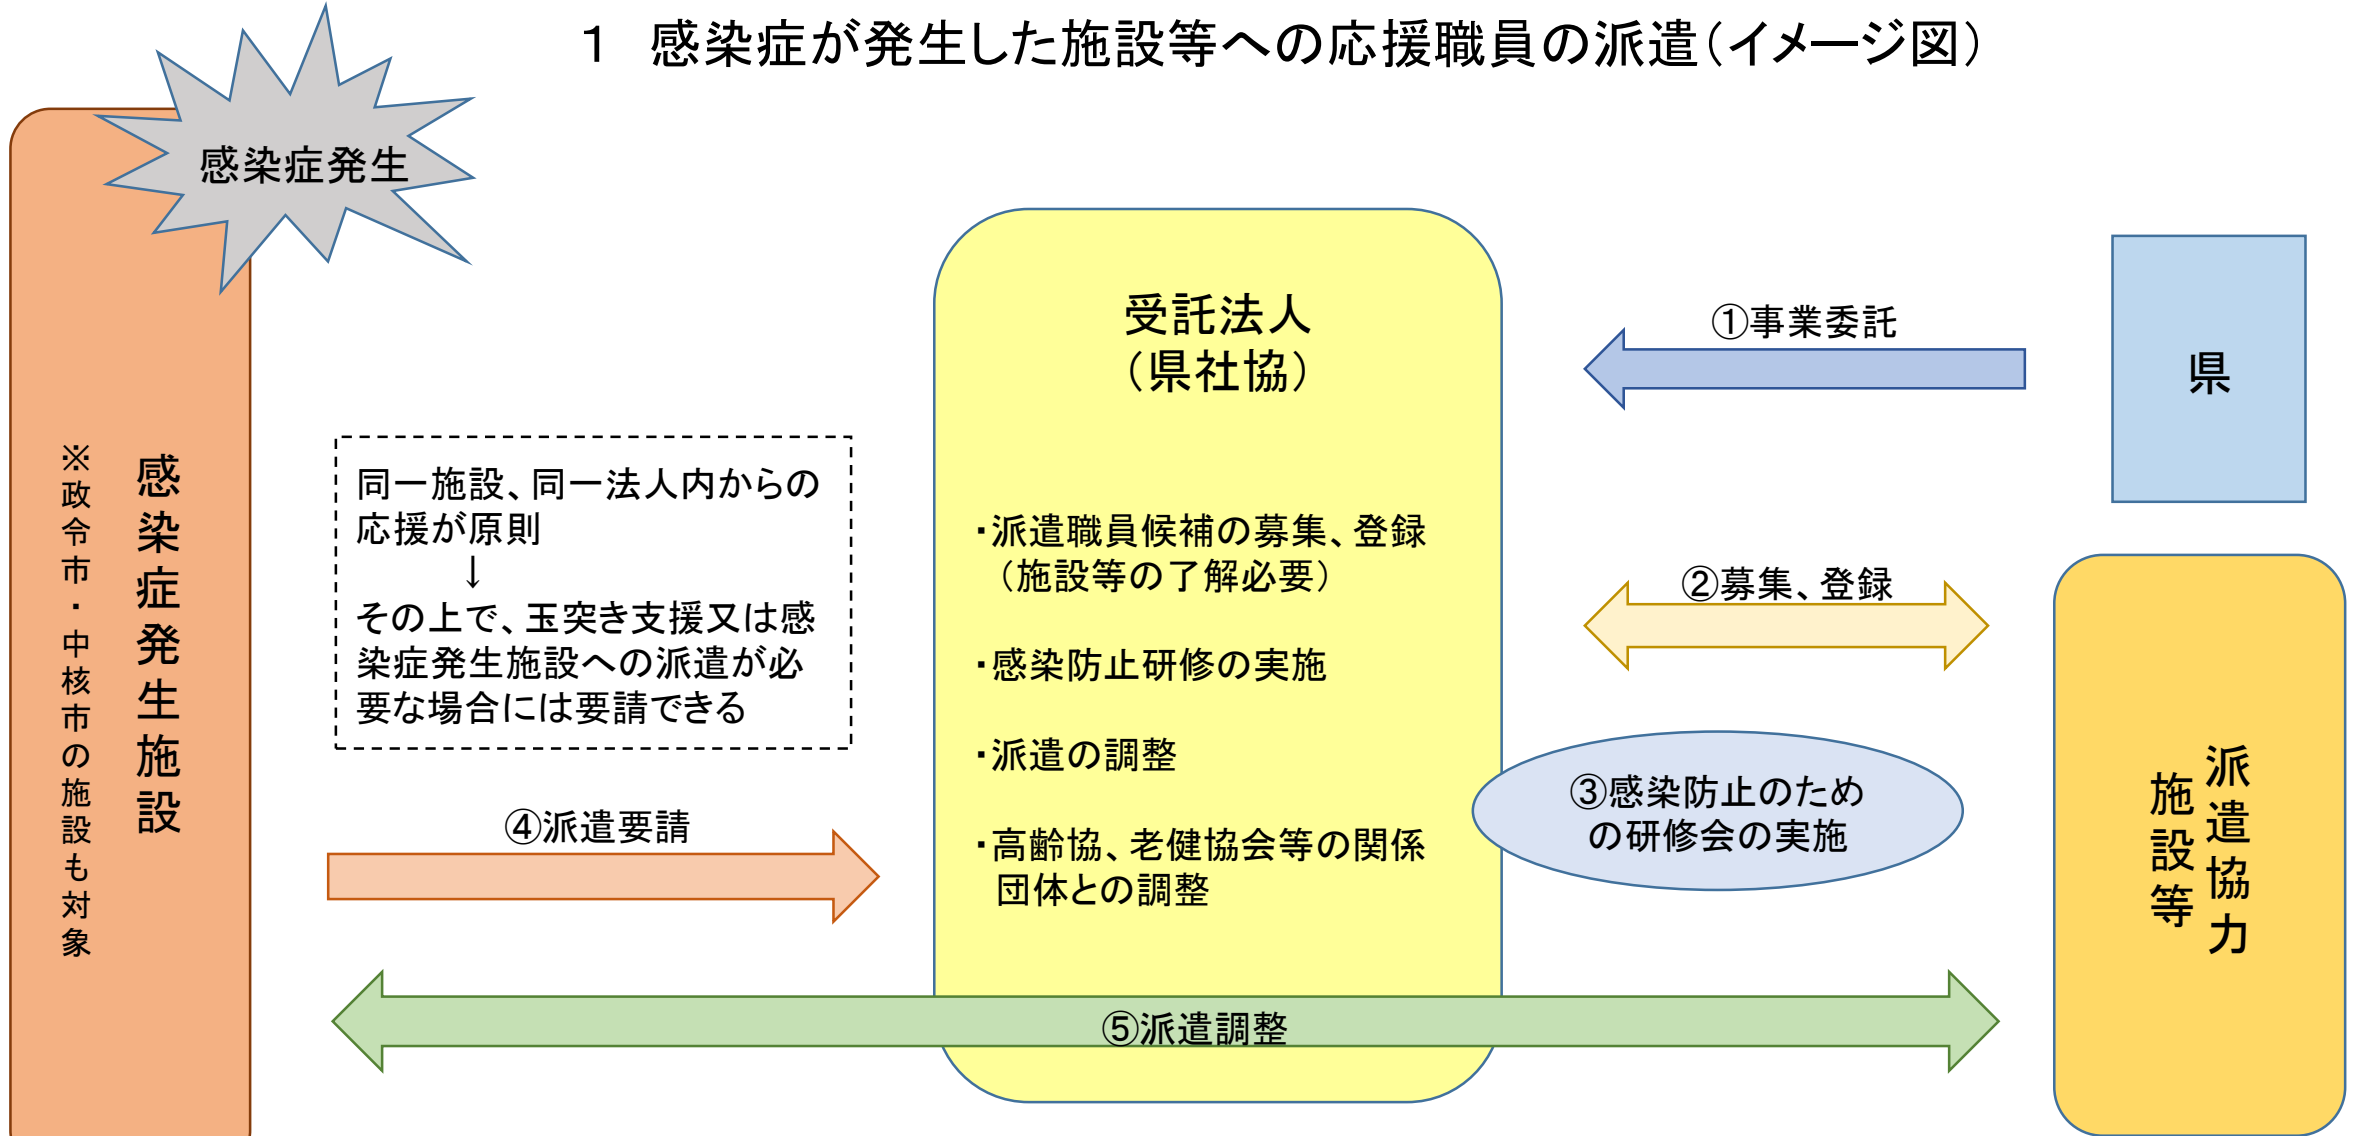 １　感染症が発生した施設等への応援職員の派遣（イメージ図）
感染症発生
感染症発生施設
※政令市・中核市の施設も対象
同一施設、同一法人内からの
応援が原則
↓
その上で、玉突き支援又は感
染症発生施設への派遣が必
要な場合には要請できる
④派遣要請
受託法人
（県社協）
・派遣職員候補の募集、登録
（施設等の了解必要）
・感染防止研修の実施
・派遣の調整
・高齢協、老健協会等の関係
団体との調整
①事業委託
県
②募集、登録
③感染防止のため
の研修会の実施
派遣協力
施設等
⑤派遣調整